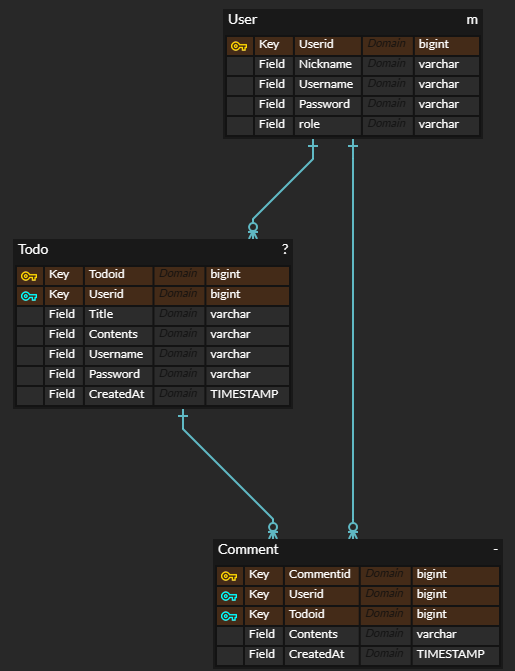 User m
Key Userid Domain bigint
Field Nickname Domain varchar
Field Username Domain varchar
Field Password Domain varchar
Field role Domain varchar
Todo ?
Key Todoid Domain bigint
Key Userid Domain bigint
Field Title Domain varchar
Field Contents Domain varchar
Field Username Domain varchar
Field Password Domain varchar
Field CreatedAt Domain TIMESTAMP
Comment -
Key Commentid Domain bigint
Key Userid Domain bigint
Key Todoid Domain bigint
Field Contents Domain varchar
Field CreatedAt Domain TIMESTAMP